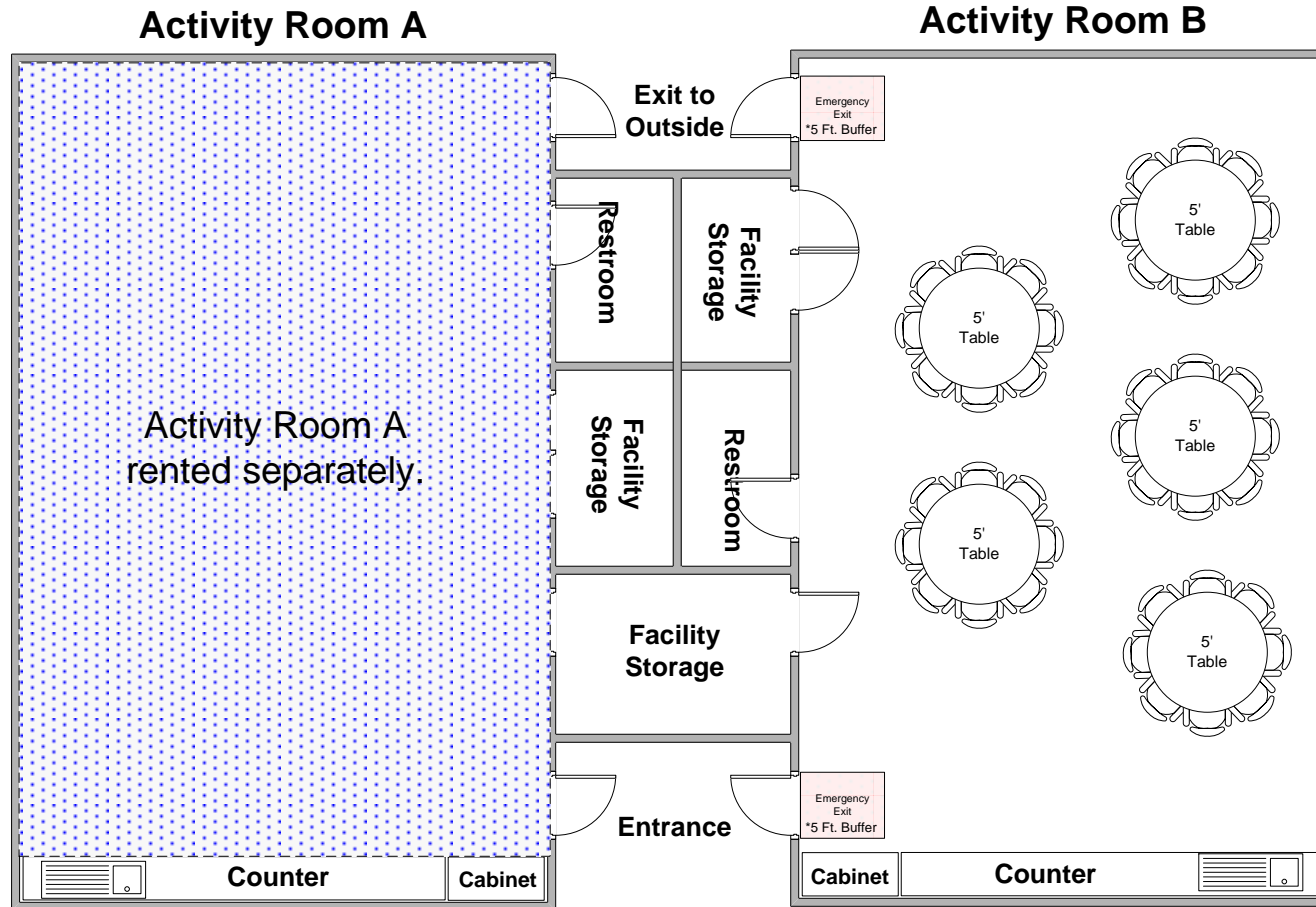 Activity Room A
Activity Room B
Exit to
Outside
Emergency
Exit
*5 Ft. Buffer
Restroom
Facility
Storage
5'
Table
5'
Table
Activity Room A
rented separately.
Facility
Storage
Restroom
5'
Table
5'
Table
Facility
Storage
5'
Table
Entrance
Emergency
Exit
*5 Ft. Buffer
Counter
Cabinet
Cabinet
Counter